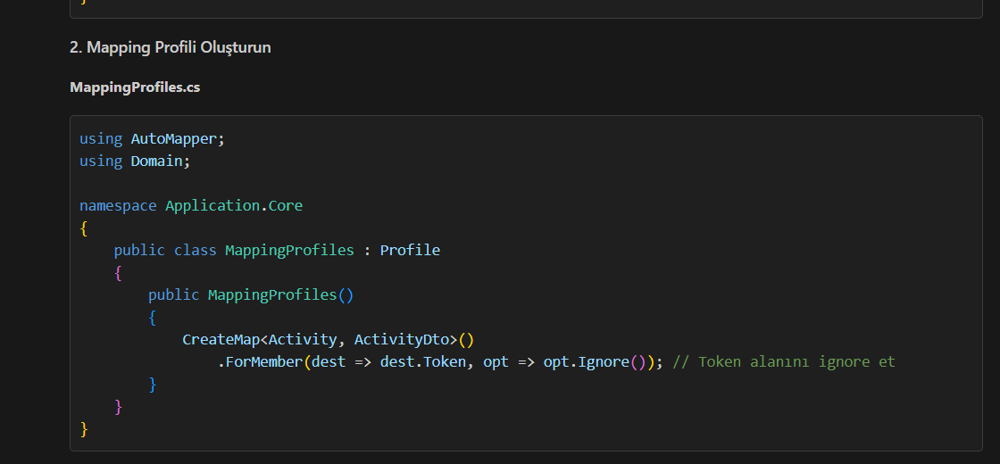 }
2. Mapping Profili Oluşturun
MappingProfiles.cs
using AutoMapper;
using Domain;
namespace Application.Core
{
public class MappingProfiles : Profile
{
public MappingProfiles()
{
CreateMap<Activity, ActivityDto>()
.ForMember(dest => dest.Token, opt => opt.Ignore()); // Token alanını ignore et
}
}
}